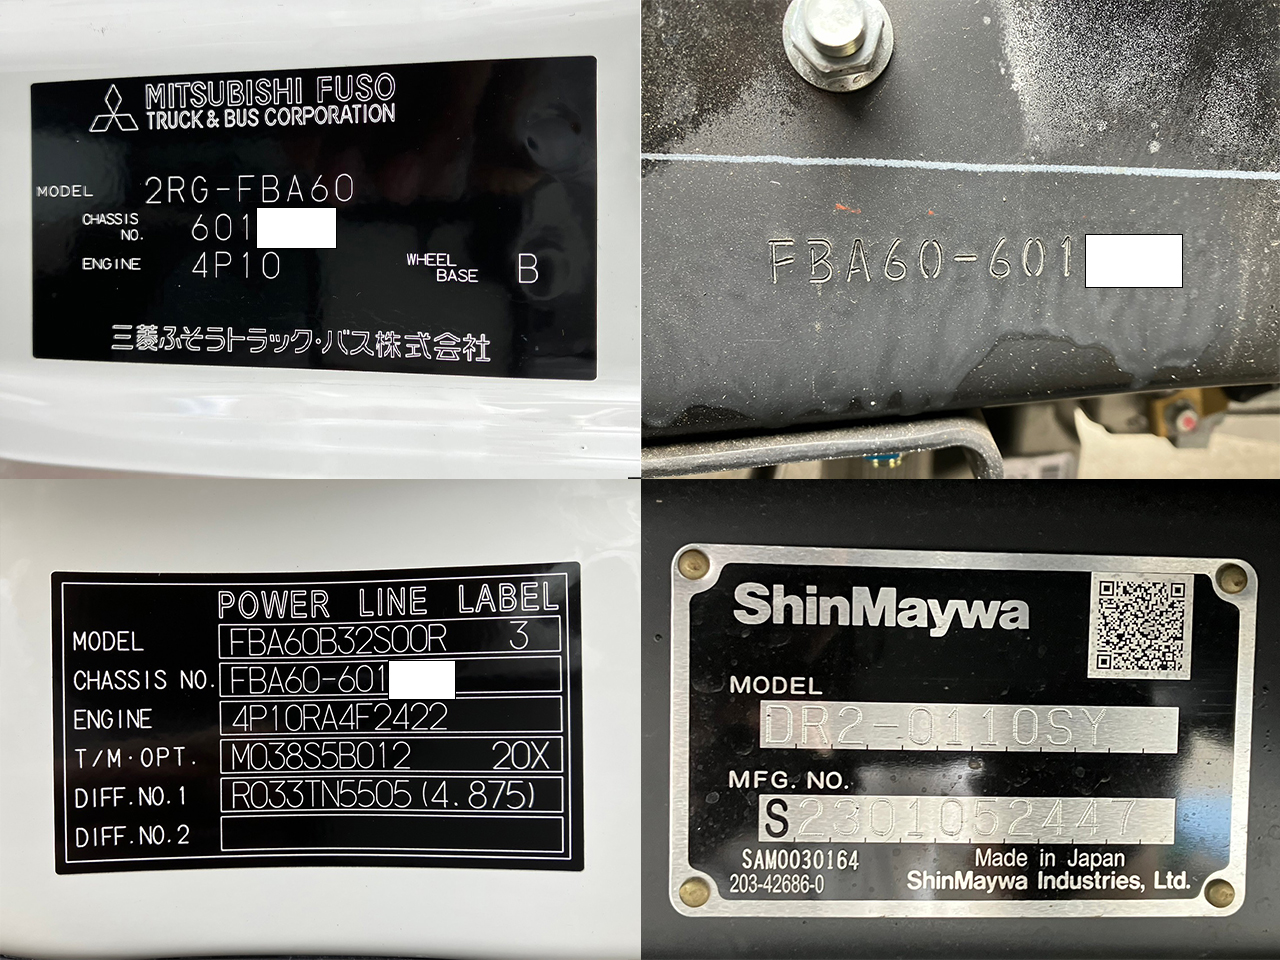 MITSUBISHI FUSO
TRUCK & BUS CORPORATION
MODEL 2RG-FBA60
CHASSIS NO. 601
ENGINE 4P10 WHEEL BASE B
三菱ふそうトラック・バス株式会社
FBA60-601
POWER LINE LABEL
MODEL FBA60B32S00R 3
CHASSIS NO. FBA60-601
ENGINE 4P10RA4F2422
T/M·OPT. M038S5B012 20X
DIFF.NO.1 R033TN5505(4.875)
DIFF.NO.2
ShinMaywa
MODEL
DR2-0110SY
MFG. NO.
S2301052447
SAM0030164 Made in Japan
203-42686-0 ShinMaywa Industries, Ltd.